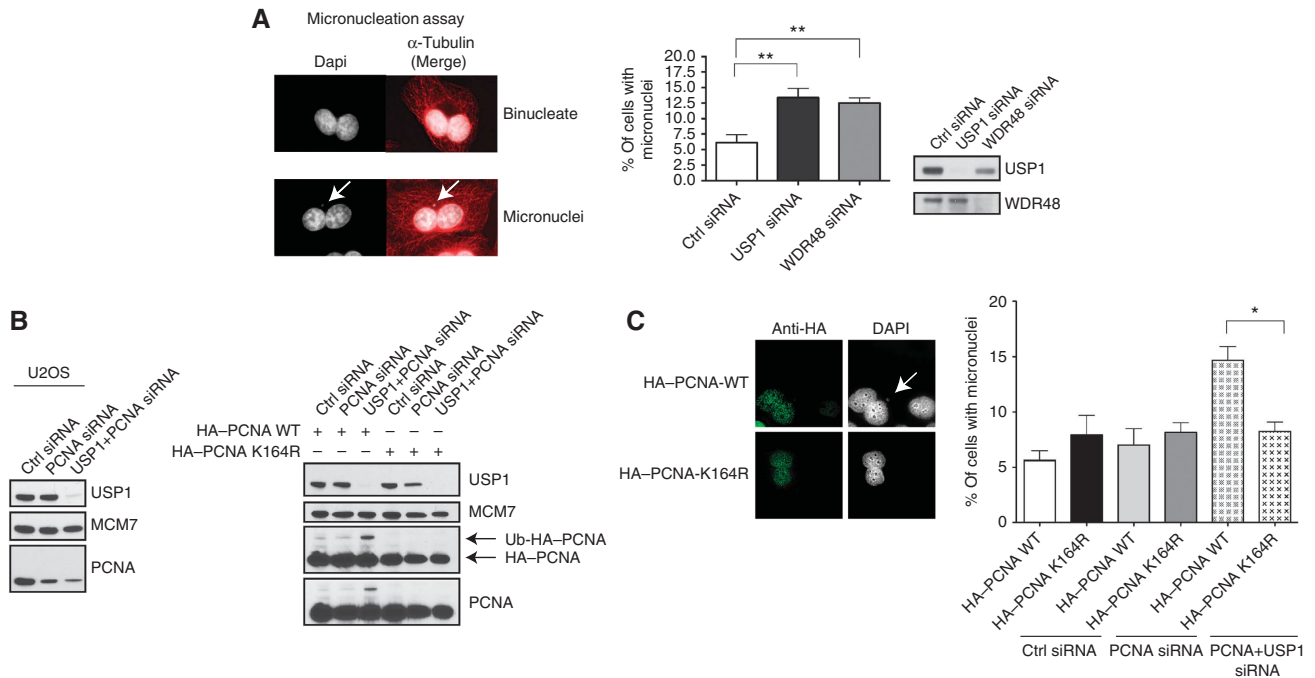 A
Micronucleation assay
Dapi
α-Tubulin
(Merge)
Binucleate
Micronuclei
% Of cells with
micronuclei
20.0
17.5
15.0
12.5
10.0
7.5
5.0
2.5
0.0
**
**
Ctrl siRNA
USP1 siRNA
WDR48 siRNA
Ctrl siRNA
USP1 siRNA
WDR48 siRNA
USP1
WDR48
B
U2OS
Ctrl siRNA
PCNA siRNA
USP1+PCNA siRNA
USP1
MCM7
PCNA
Ctrl siRNA
PCNA siRNA
USP1+PCNA siRNA
Ctrl siRNA
PCNA siRNA
USP1+PCNA siRNA
HA–PCNA WT + + + – – –
HA–PCNA K164R – – – + + +
USP1
MCM7
Ub-HA–PCNA
HA–PCNA
PCNA
C
Anti-HA
DAPI
HA–PCNA-WT
HA–PCNA-K164R
% Of cells with micronuclei
20
15
10
5
0
*
HA–PCNA WT
HA–PCNA K164R
HA–PCNA WT
HA–PCNA K164R
HA–PCNA WT
HA–PCNA K164R
Ctrl siRNA
PCNA siRNA
PCNA+USP1
siRNA